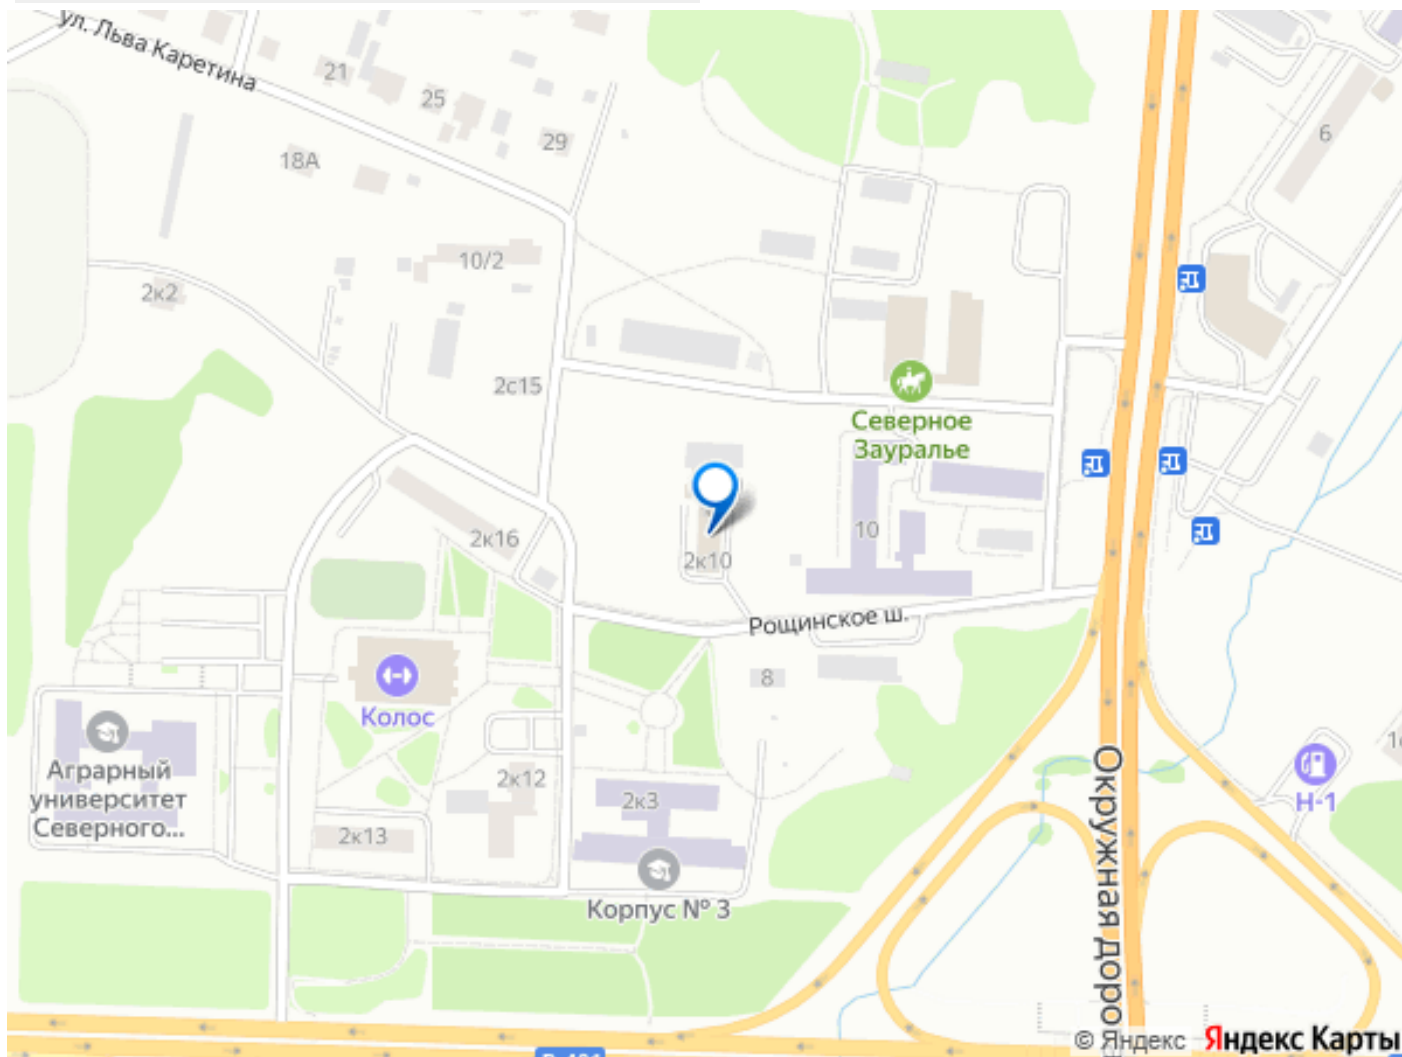 ул. Льва Каретина
21
25
29
18А
6
10/2
2к2
2с15
Северное
Зауралье
2к16
10
2к10
Рощинское ш.
8
Колос
Аграрный
университет
Северного...
2к12
2к3
2к13
Корпус № 3
Окружная доро
Н-1
© Яндекс
Яндекс Карты